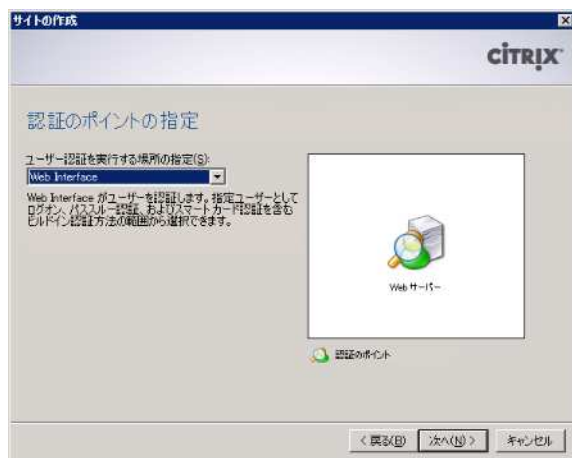 サイトの作成
CITRIX
認証のポイントの指定
ユーザー認証を実行する場所の指定(S):
Web Interface
Web Interface がユーザーを認証します。指定ユーザーとして
ログオン、パススルー認証、およびスマートカード認証を含む
ビルドイン認証方法の範囲から選択できます。
Web サーバー
認証のポイント
< 戻る(B)
次へ(N) >
キャンセル